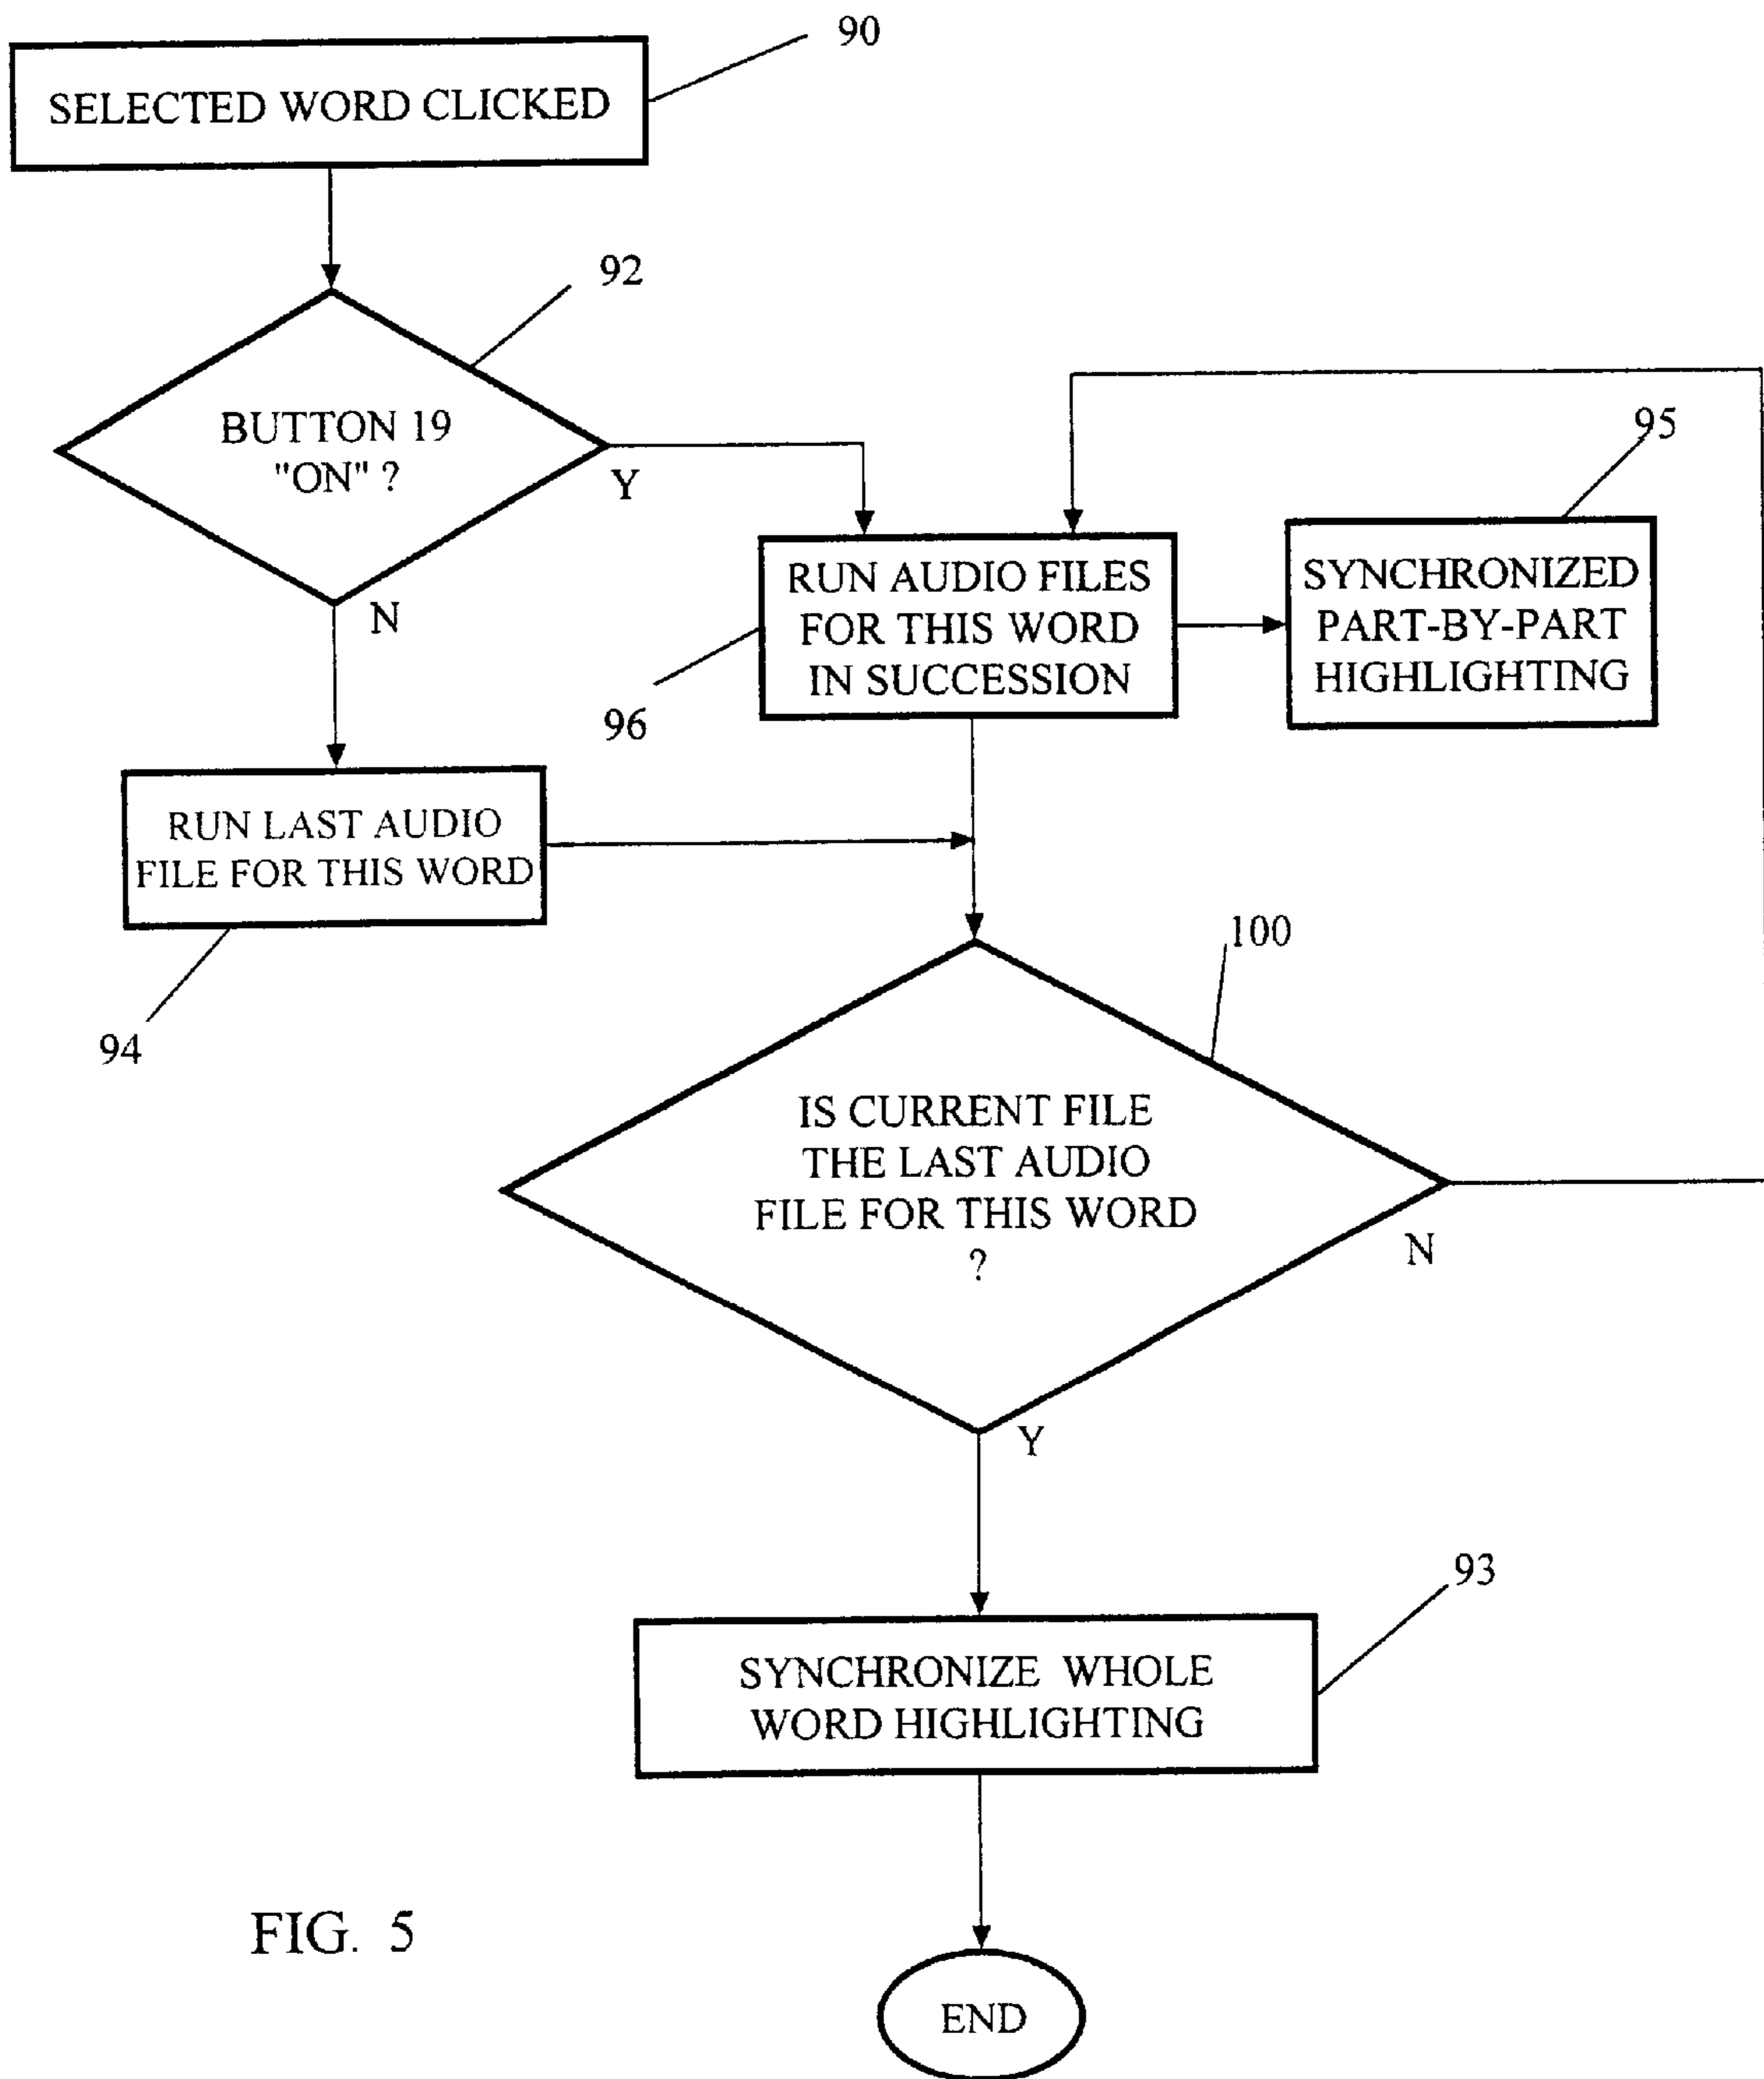 90
SELECTED WORD CLICKED
92
BUTTON 19
"ON" ?
Y
N
95
RUN AUDIO FILES
FOR THIS WORD
IN SUCCESSION
96
SYNCHRONIZED
PART-BY-PART
HIGHLIGHTING
RUN LAST AUDIO
FILE FOR THIS WORD
94
100
IS CURRENT FILE
THE LAST AUDIO
FILE FOR THIS WORD
?
N
Y
93
SYNCHRONIZE WHOLE
WORD HIGHLIGHTING
FIG. 5
END